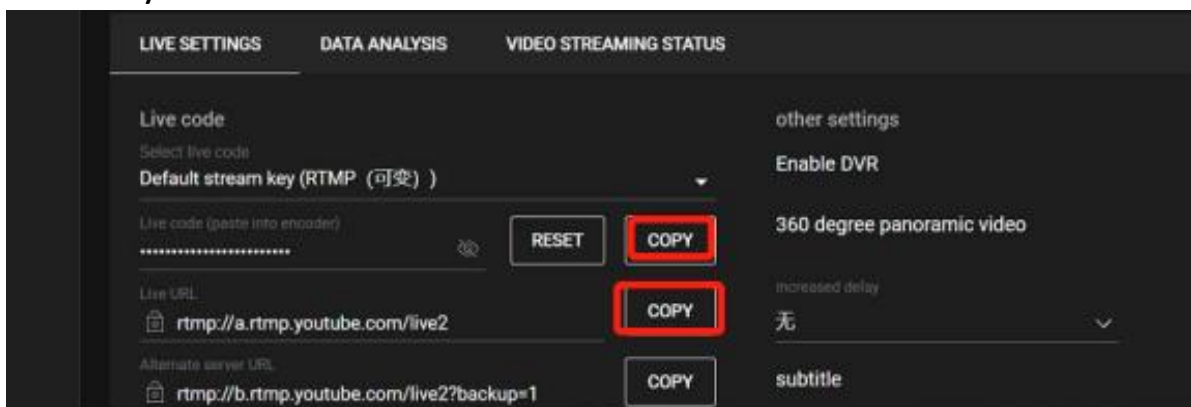 LIVE SETTINGS DATA ANALYSIS VIDEO STREAMING STATUS
Live code
Select live code
Default stream key (RTMP (可变) )
Live code (paste into encoder)
••••••••••••••••••••••••
RESET
COPY
Live URL
rtmp://a.rtmp.youtube.com/live2
COPY
Alternate server URL
rtmp://b.rtmp.youtube.com/live2?backup=1
COPY
other settings
Enable DVR
360 degree panoramic video
increased delay
无
subtitle